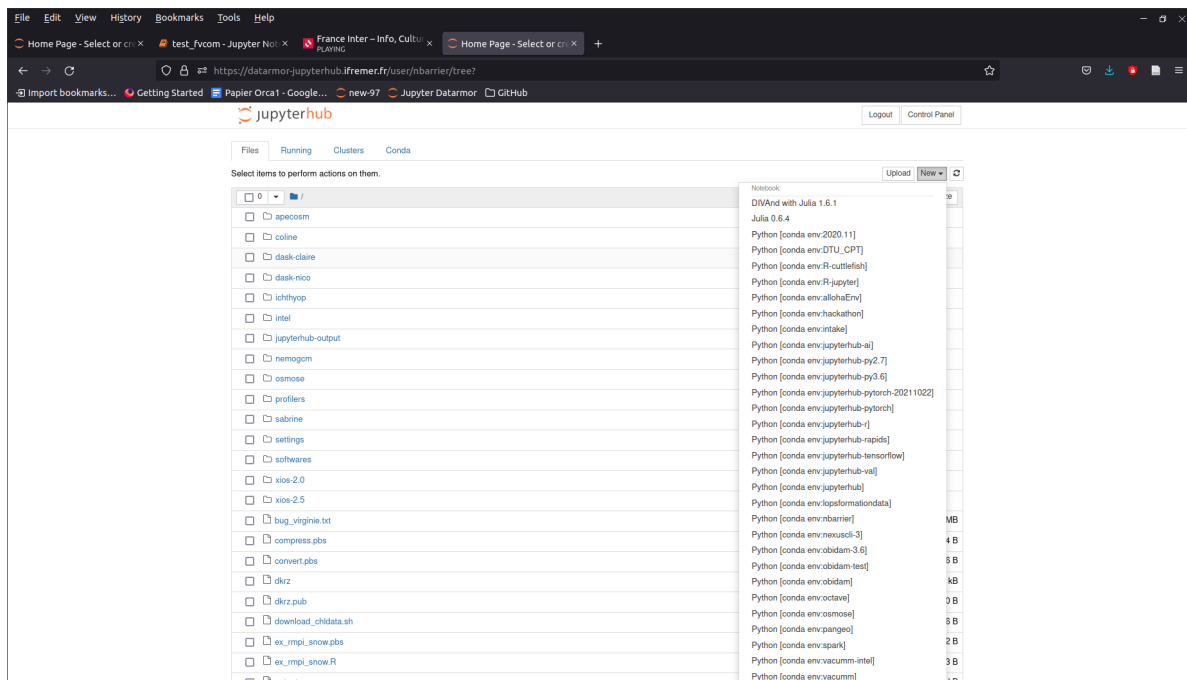 File Edit View History Bookmarks Tools Help
Home Page - Select or cre test_fvcom - Jupyter Not France Inter – Info, Cultur Home Page - Select or cre
PLAYING
https://datarmor-jupyterhub.ifremer.fr/user/nbarrier/tree?
Import bookmarks... Getting Started Papier Orca1 - Google... new-97 Jupyter Datarmor GitHub
jupyterhub Logout Control Panel
Files Running Clusters Conda
Select items to perform actions on them. Upload New
0 /
Notebook:
DIVAnd with Julia 1.6.1
Julia 0.6.4
Python [conda env:2020.11]
Python [conda env:DTU_CPT]
Python [conda env:R-cuttlefish]
Python [conda env:R-jupyter]
Python [conda env:allohaEnv]
Python [conda env:hackathon]
Python [conda env:intake]
Python [conda env:jupyterhub-ai]
Python [conda env:jupyterhub-py2.7]
Python [conda env:jupyterhub-py3.6]
Python [conda env:jupyterhub-pytorch-20211022]
Python [conda env:jupyterhub-pytorch]
Python [conda env:jupyterhub-r]
Python [conda env:jupyterhub-rapids]
Python [conda env:jupyterhub-tensorflow]
Python [conda env:jupyterhub-val]
Python [conda env:jupyterhub]
Python [conda env:lopsformationdata]
Python [conda env:nbarrier]
Python [conda env:nexuscli-3]
Python [conda env:obidam-3.6]
Python [conda env:obidam-test]
Python [conda env:obidam]
Python [conda env:octave]
Python [conda env:osmose]
Python [conda env:pangeo]
Python [conda env:spark]
Python [conda env:vacumm-intel]
Python [conda env:vacumm]
apecosm
coline
dask-claire
dask-nico
ichthyop
intel
jupyterhub-output
nemogcm
osmose
profilers
sabrine
settings
softwares
xios-2.0
xios-2.5
bug_virginie.txt MB
compress.pbs 4 B
convert.pbs 6 B
dkrz kB
dkrz.pub 0 B
download_chldata.sh 6 B
ex_rmpi_snow.pbs 2 B
ex_rmpi_snow.R 3 B